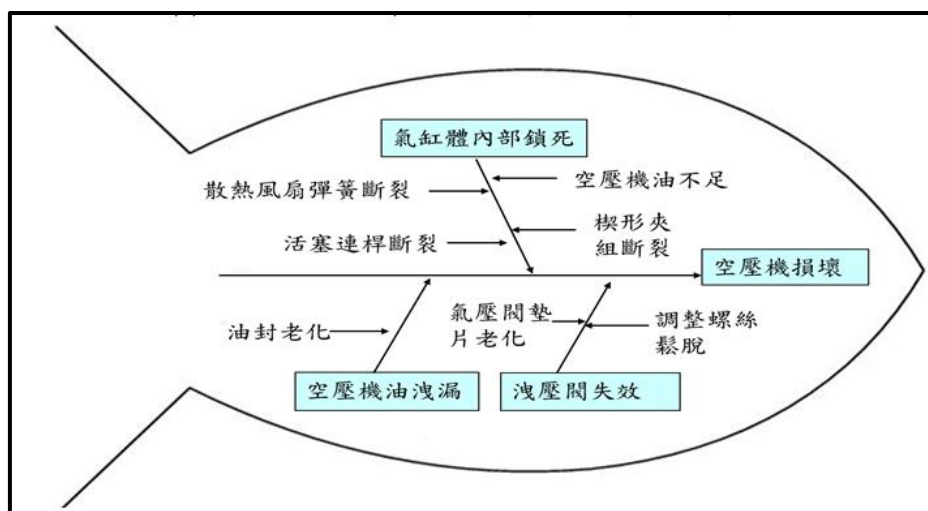 氣缸體內部鎖死
散熱風扇彈簧斷裂
空壓機油不足
活塞連桿斷裂
楔形夾
組斷裂
空壓機損壞
油封老化
氣壓閥墊
片老化
調整螺絲
鬆脫
空壓機油洩漏
洩壓閥失效